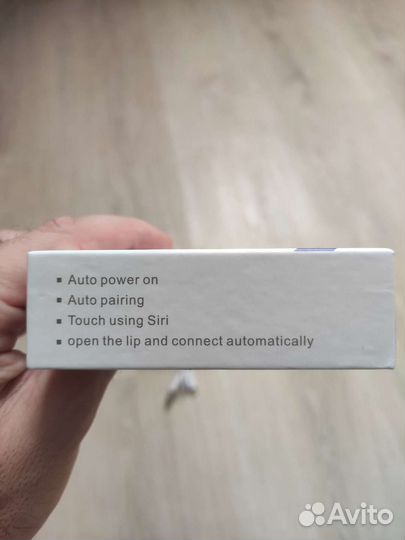 ▪ Auto power on
▪ Auto pairing
▪ Touch using Siri
▪ open the lip and connect automatically
Avito